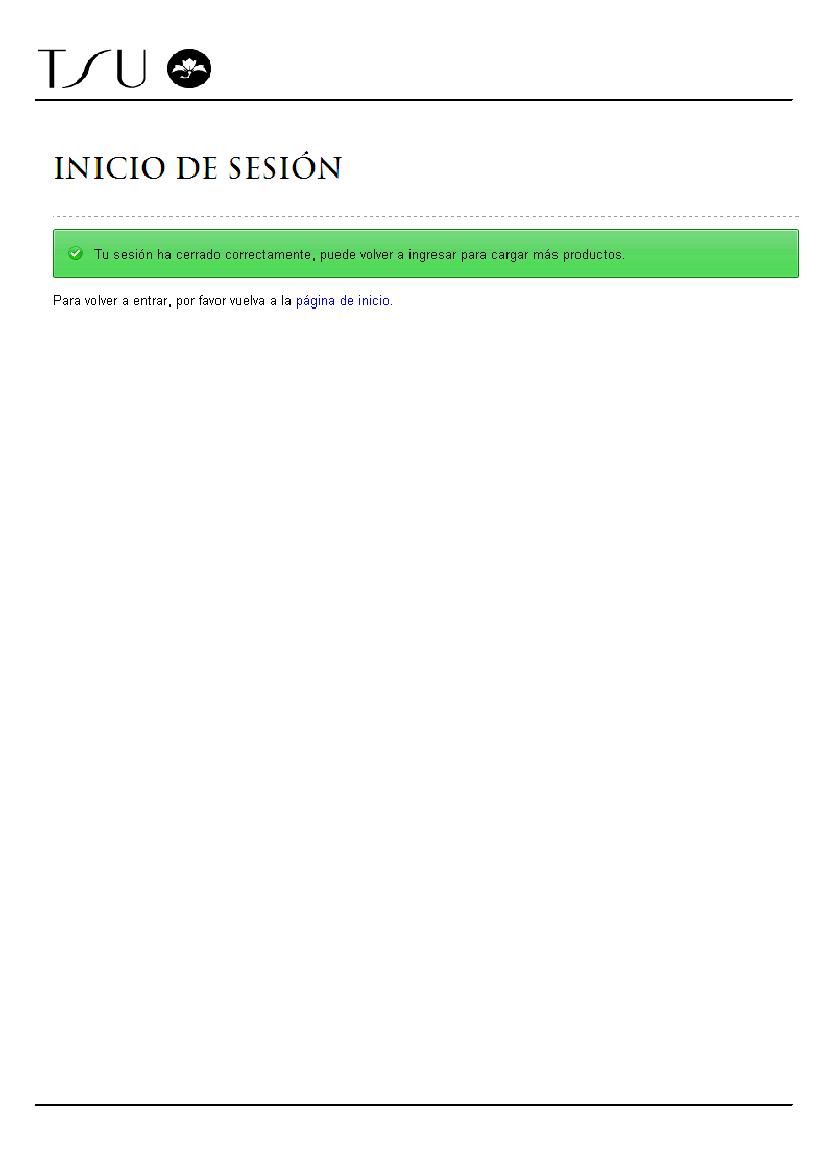 TSU
INICIO DE SESIÓN
Tu sesión ha cerrado correctamente, puede volver a ingresar para cargar más productos.
Para volver a entrar, por favor vuelva a la página de inicio.